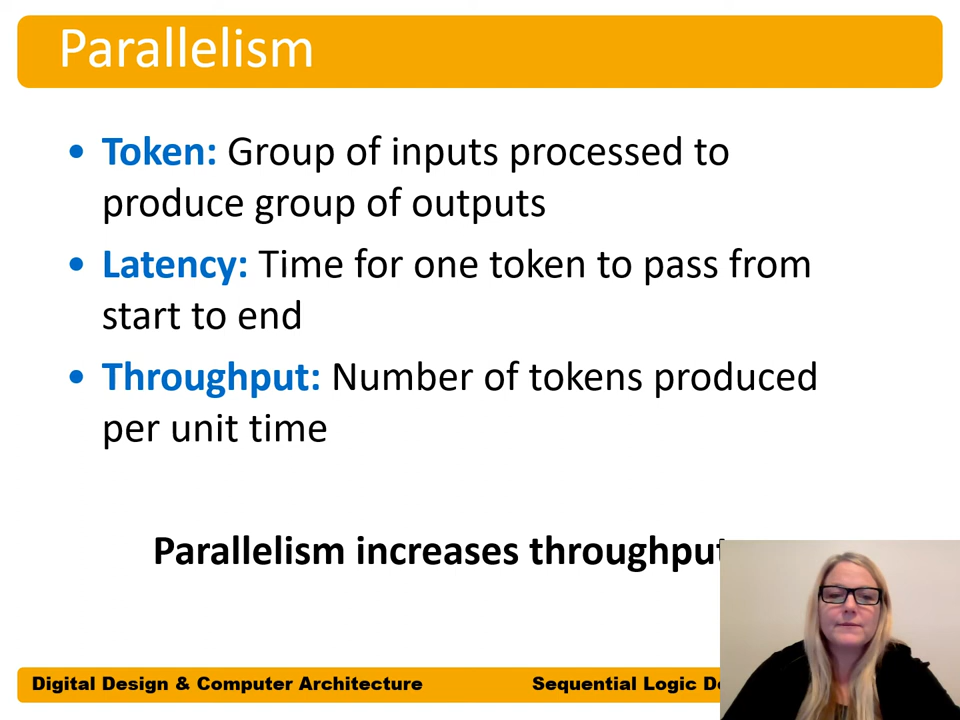 Parallelism
• Token: Group of inputs processed to
produce group of outputs
• Latency: Time for one token to pass from
start to end
• Throughput: Number of tokens produced
per unit time
Parallelism increases throughput
Digital Design & Computer Architecture
Sequential Logic